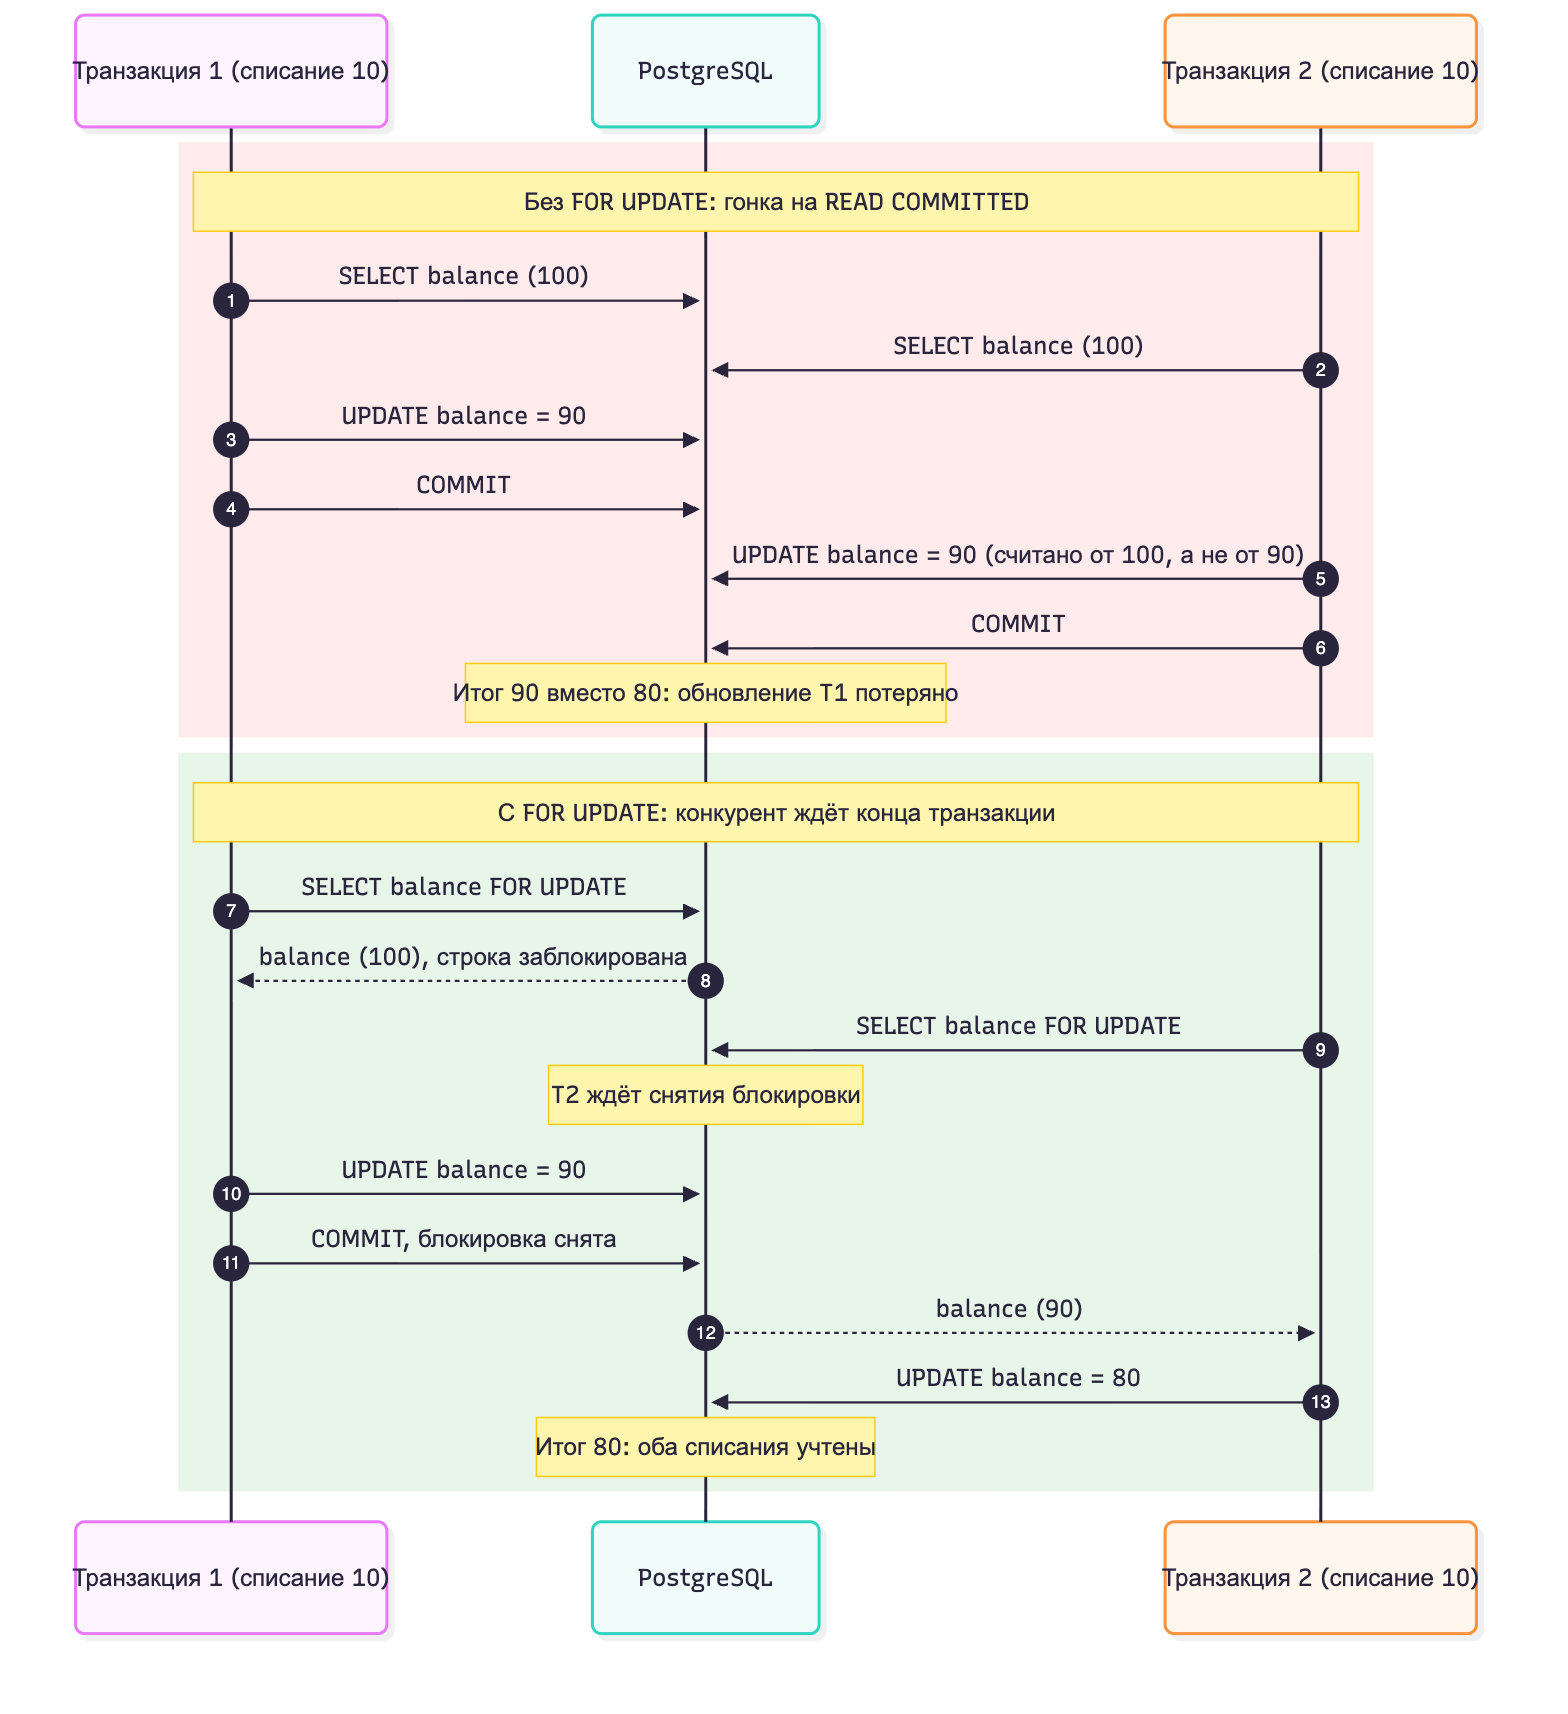 Транзакция 1 (списание 10)
PostgreSQL
Транзакция 2 (списание 10)
Без FOR UPDATE: гонка на READ COMMITTED
SELECT balance (100)
1
SELECT balance (100)
2
UPDATE balance = 90
3
COMMIT
4
UPDATE balance = 90 (считано от 100, а не от 90)
5
COMMIT
6
Итог 90 вместо 80: обновление T1 потеряно
С FOR UPDATE: конкурент ждёт конца транзакции
SELECT balance FOR UPDATE
7
balance (100), строка заблокирована
8
SELECT balance FOR UPDATE
9
T2 ждёт снятия блокировки
UPDATE balance = 90
10
COMMIT, блокировка снята
11
balance (90)
12
UPDATE balance = 80
13
Итог 80: оба списания учтены
Транзакция 1 (списание 10)
PostgreSQL
Транзакция 2 (списание 10)